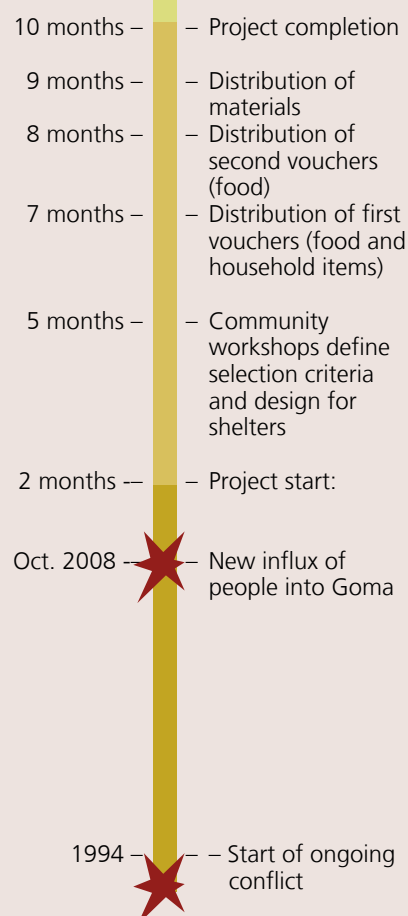 10 months – – Project completion
9 months – – Distribution of
materials
8 months – – Distribution of
second vouchers
(food)
7 months – – Distribution of first
vouchers (food and
household items)
5 months – – Community
workshops define
selection criteria
and design for
shelters
2 months -– – Project start:
Oct. 2008 -– – New influx of
people into Goma
1994 – – – Start of ongoing
conflict